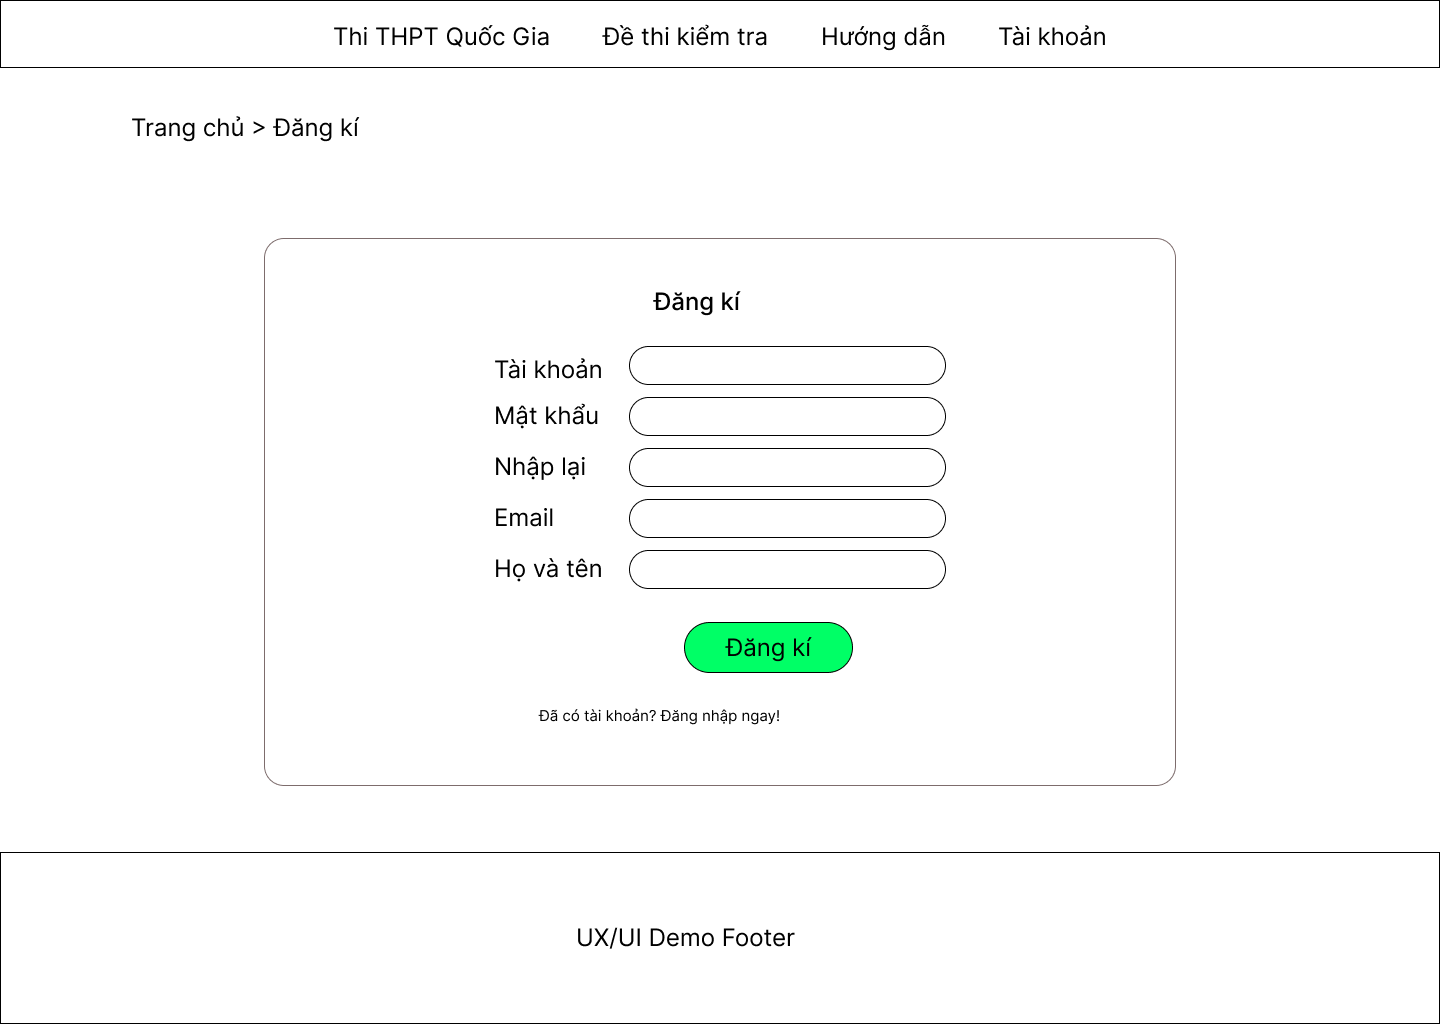 Thi THPT Quốc Gia Đề thi kiểm tra Hướng dẫn Tài khoản
Trang chủ > Đăng kí
Đăng kí
Tài khoản
Mật khẩu
Nhập lại
Email
Họ và tên
Đăng kí
Đã có tài khoản? Đăng nhập ngay!
UX/UI Demo Footer